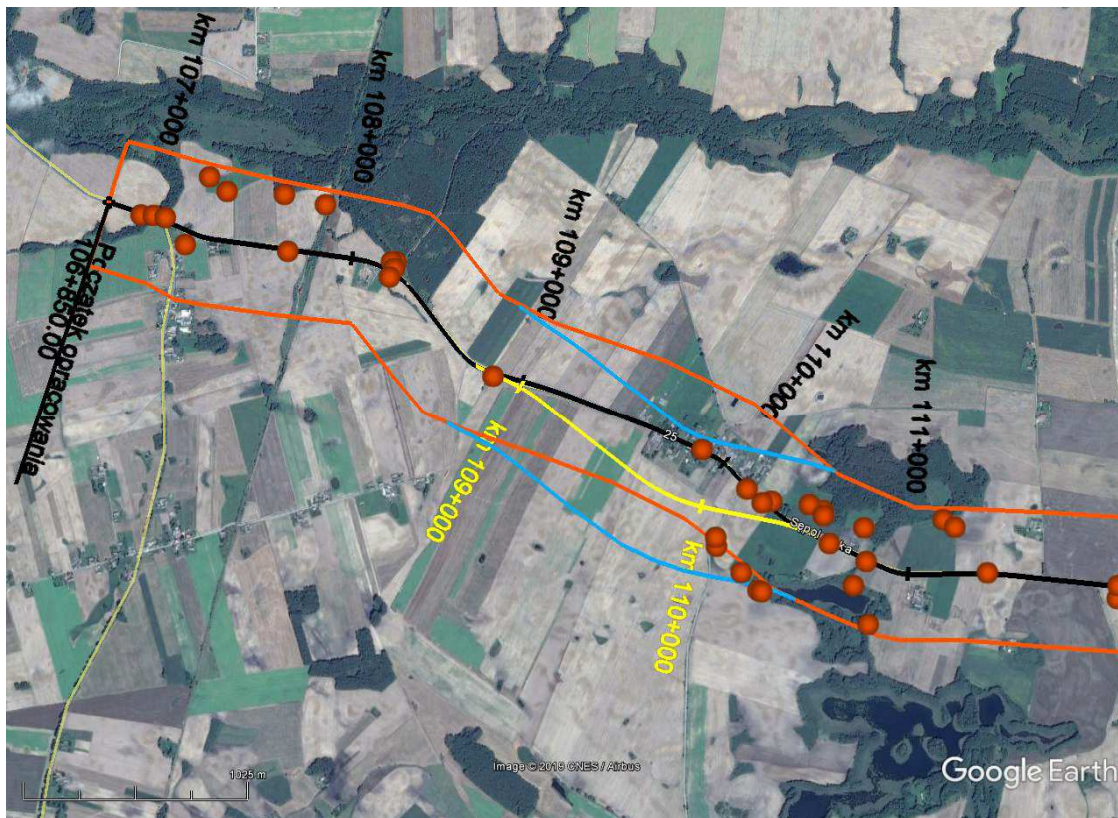 km 107+000
km 108+000
km 109+000
km 110+000
km 111+000
Początek opracowania
106+850.00
km 109+000
km 110+000
25
1025 m
Image © 2019 CNES / Airbus
Google Earth